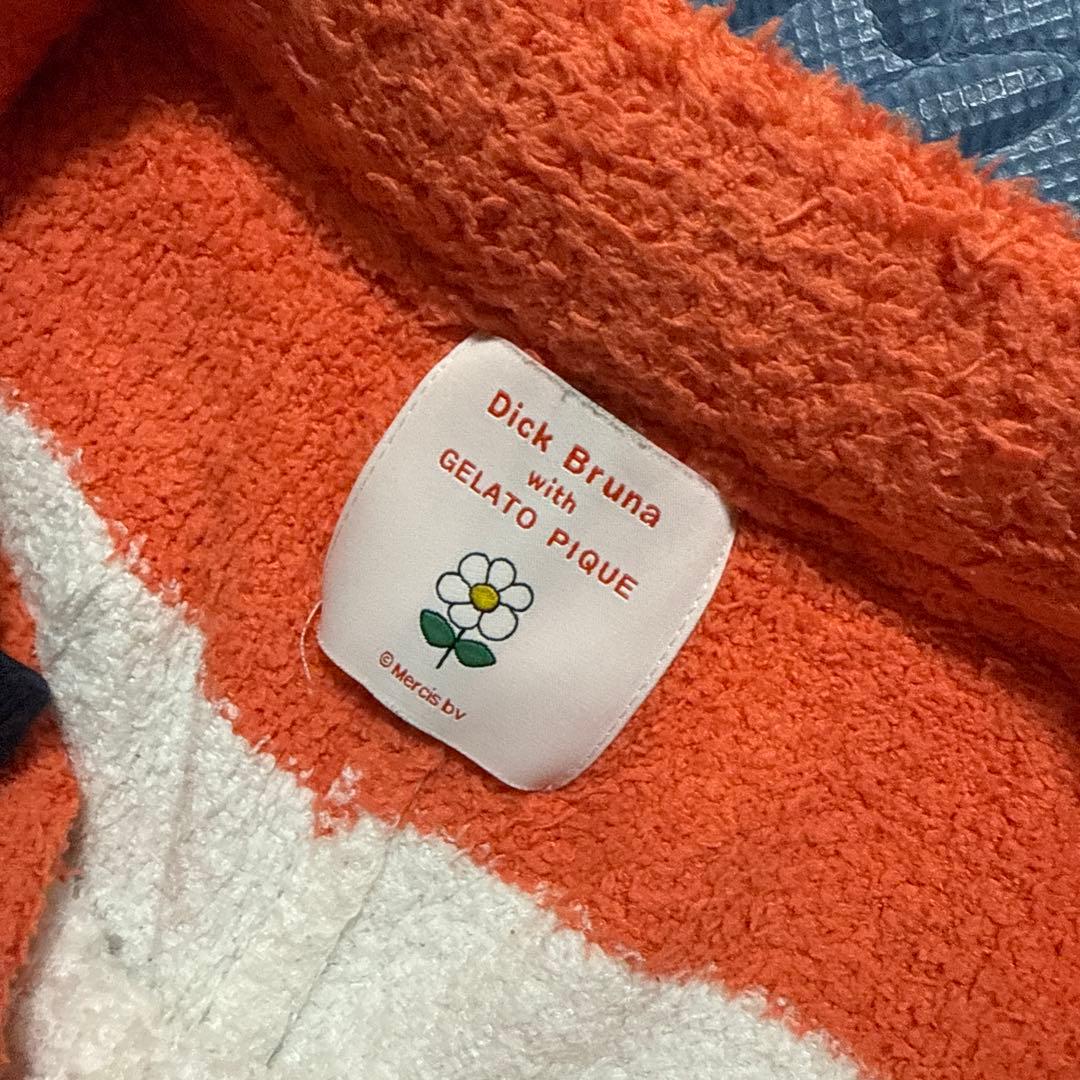 Dick Bruna
with
GELATO PIQUE
© Mercis bv